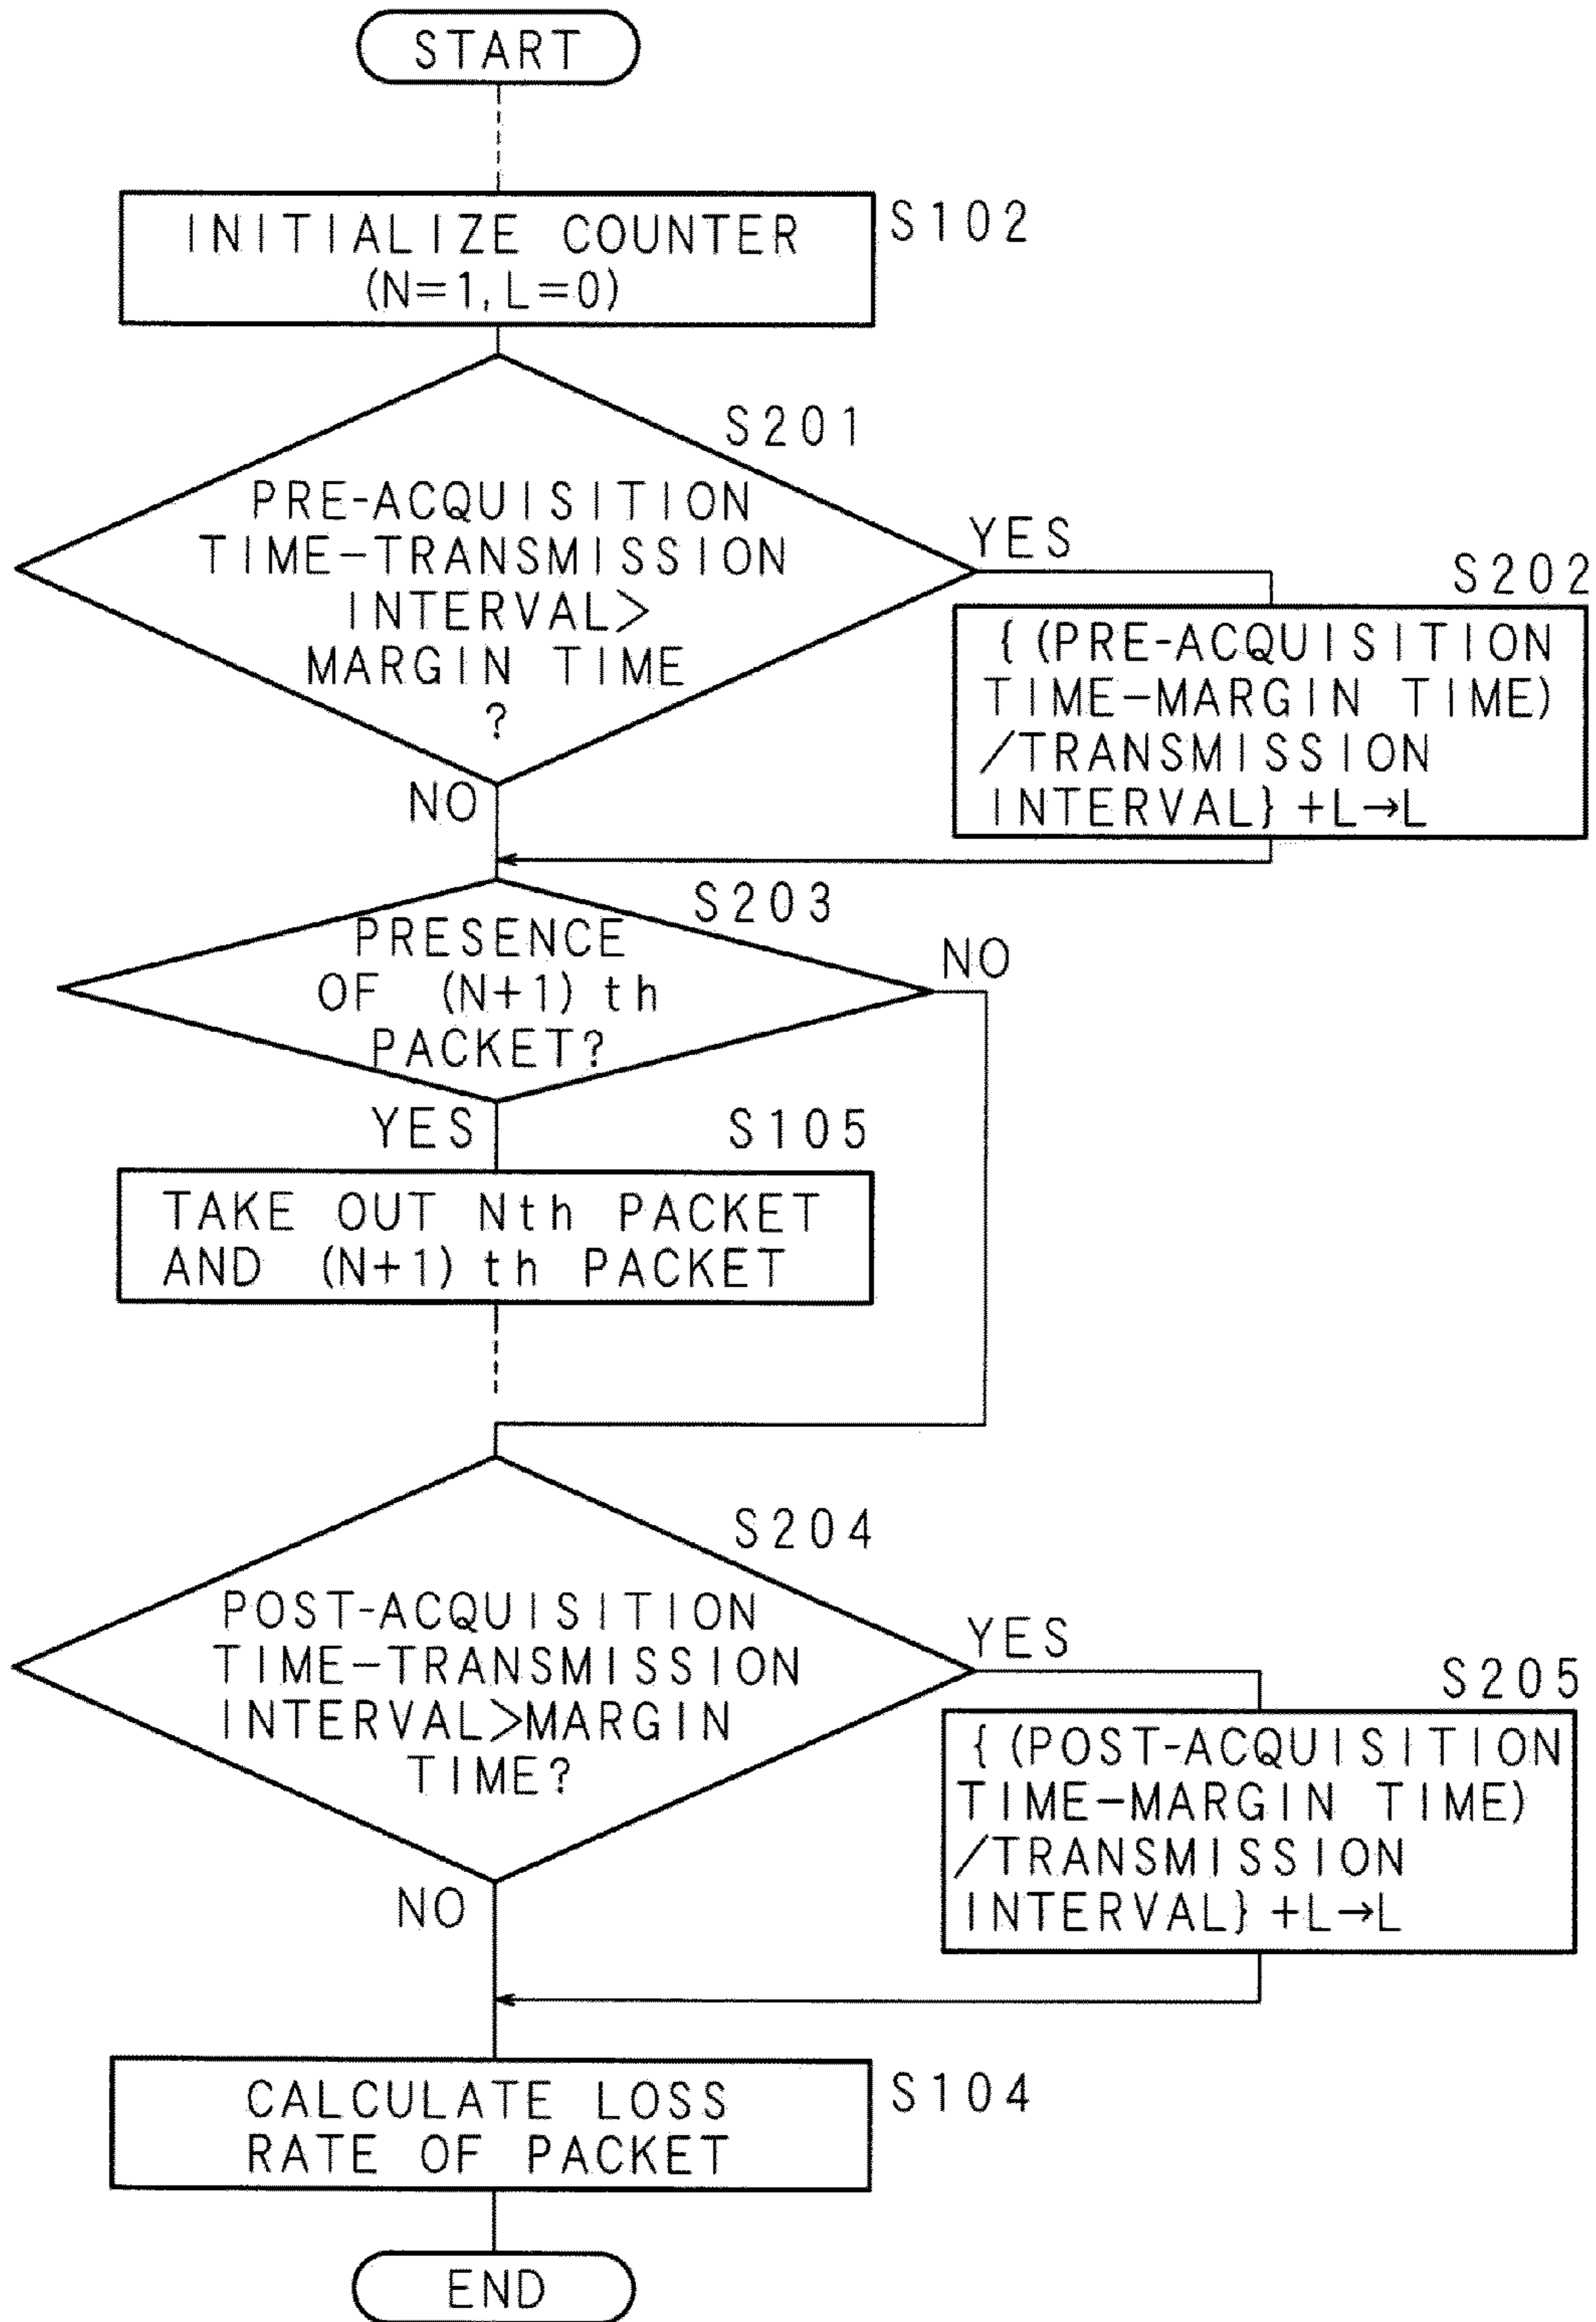 START
INITIALIZE COUNTER
(N=1, L=0)
S102
S201
PRE-ACQUISITION
TIME-TRANSMISSION
INTERVAL>
MARGIN TIME
?
YES
NO
S202
{(PRE-ACQUISITION
TIME-MARGIN TIME)
/TRANSMISSION
INTERVAL}+L→L
S203
PRESENCE
OF (N+1)th
PACKET?
NO
YES
S105
TAKE OUT Nth PACKET
AND (N+1)th PACKET
S204
POST-ACQUISITION
TIME-TRANSMISSION
INTERVAL>MARGIN
TIME?
YES
NO
S205
{(POST-ACQUISITION
TIME-MARGIN TIME)
/TRANSMISSION
INTERVAL}+L→L
CALCULATE LOSS
RATE OF PACKET
S104
END